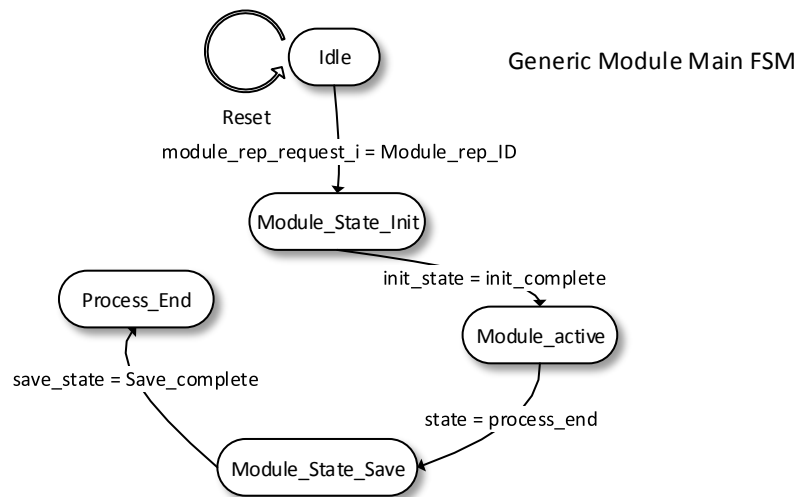 Idle
Generic Module Main FSM
Reset
module_rep_request_i = Module_rep_ID
Module_State_Init
init_state = init_complete
Process_End
Module_active
save_state = Save_complete
state = process_end
Module_State_Save